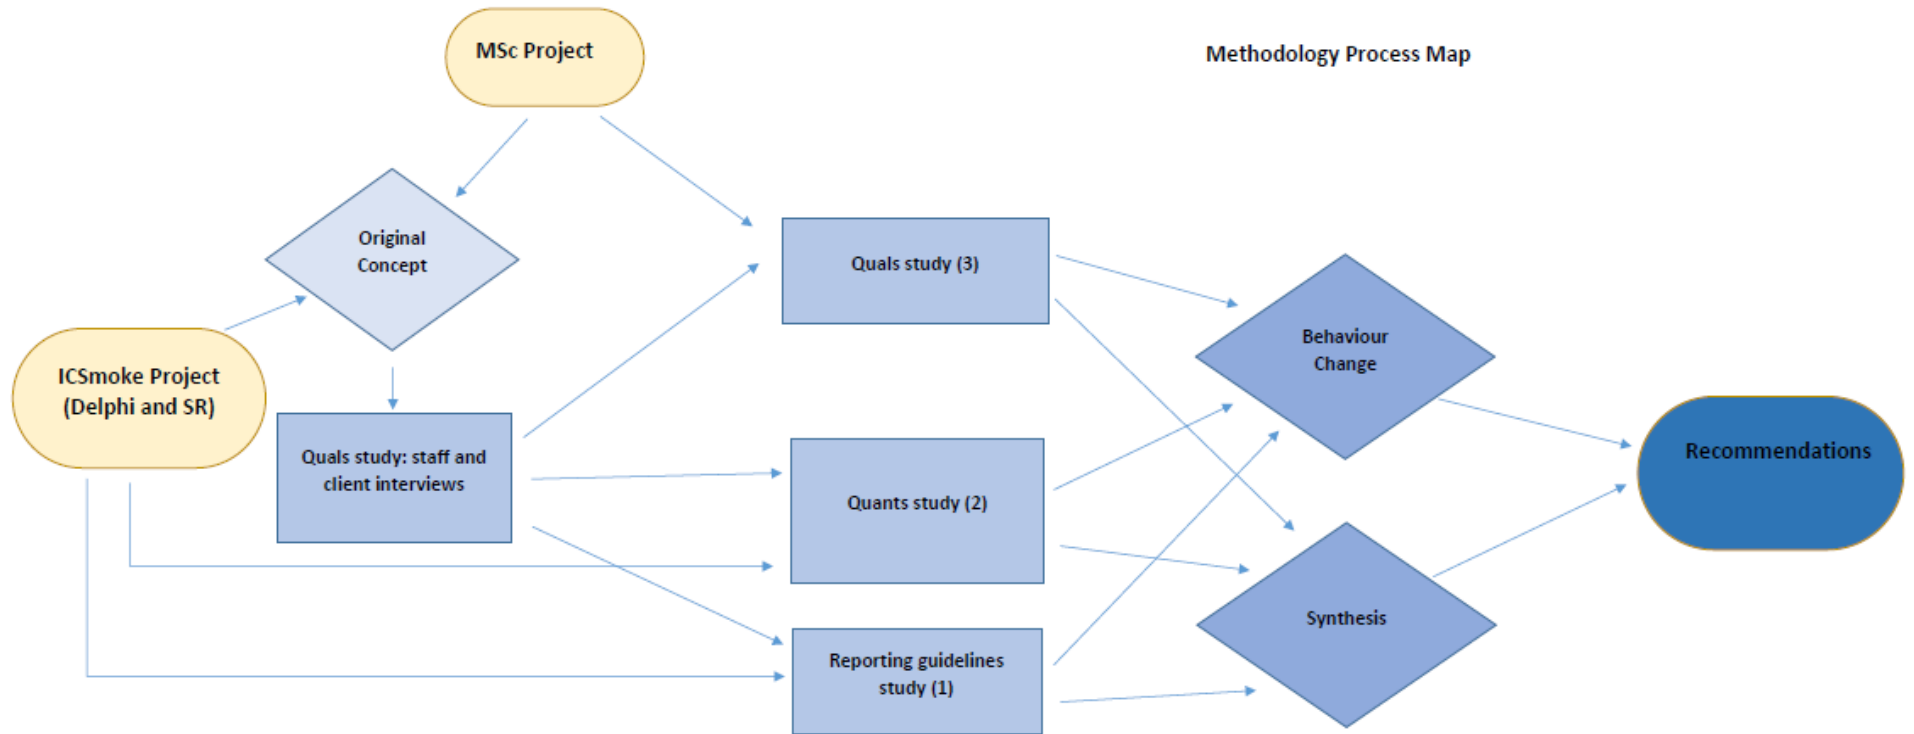 MSc Project
Methodology Process Map
Original
Concept
ICSmoke Project
(Delphi and SR)
Quals study: staff and
client interviews
Quals study (3)
Quants study (2)
Reporting guidelines
study (1)
Behaviour
Change
Synthesis
Recommendations